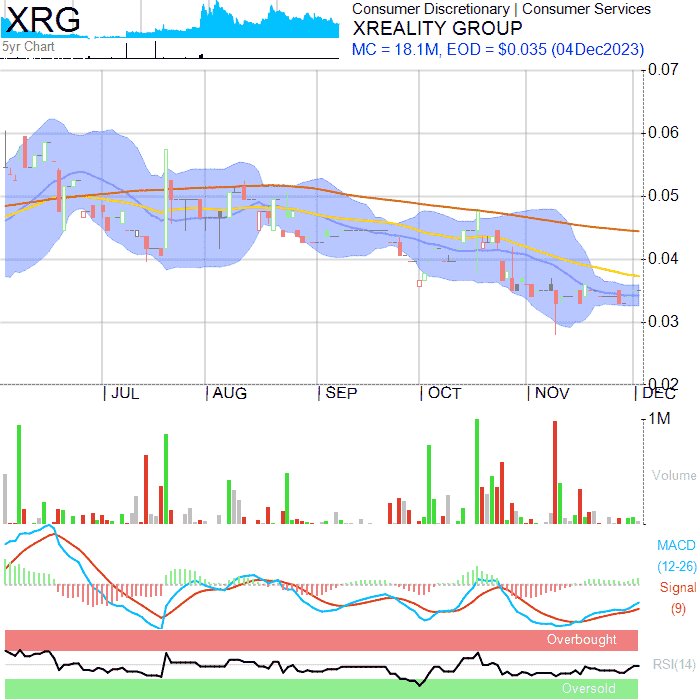 XRG
5yr Chart
Consumer Discretionary | Consumer Services
XREALITY GROUP
MC = 18.1M, EOD = $0.035 (04Dec2023)
0.07
0.06
0.05
0.04
0.03
0.02
JUL AUG SEP OCT NOV DEC
1M
Volume
MACD
(12-26)
Signal
(9)
Overbought
RSI(14)
Oversold